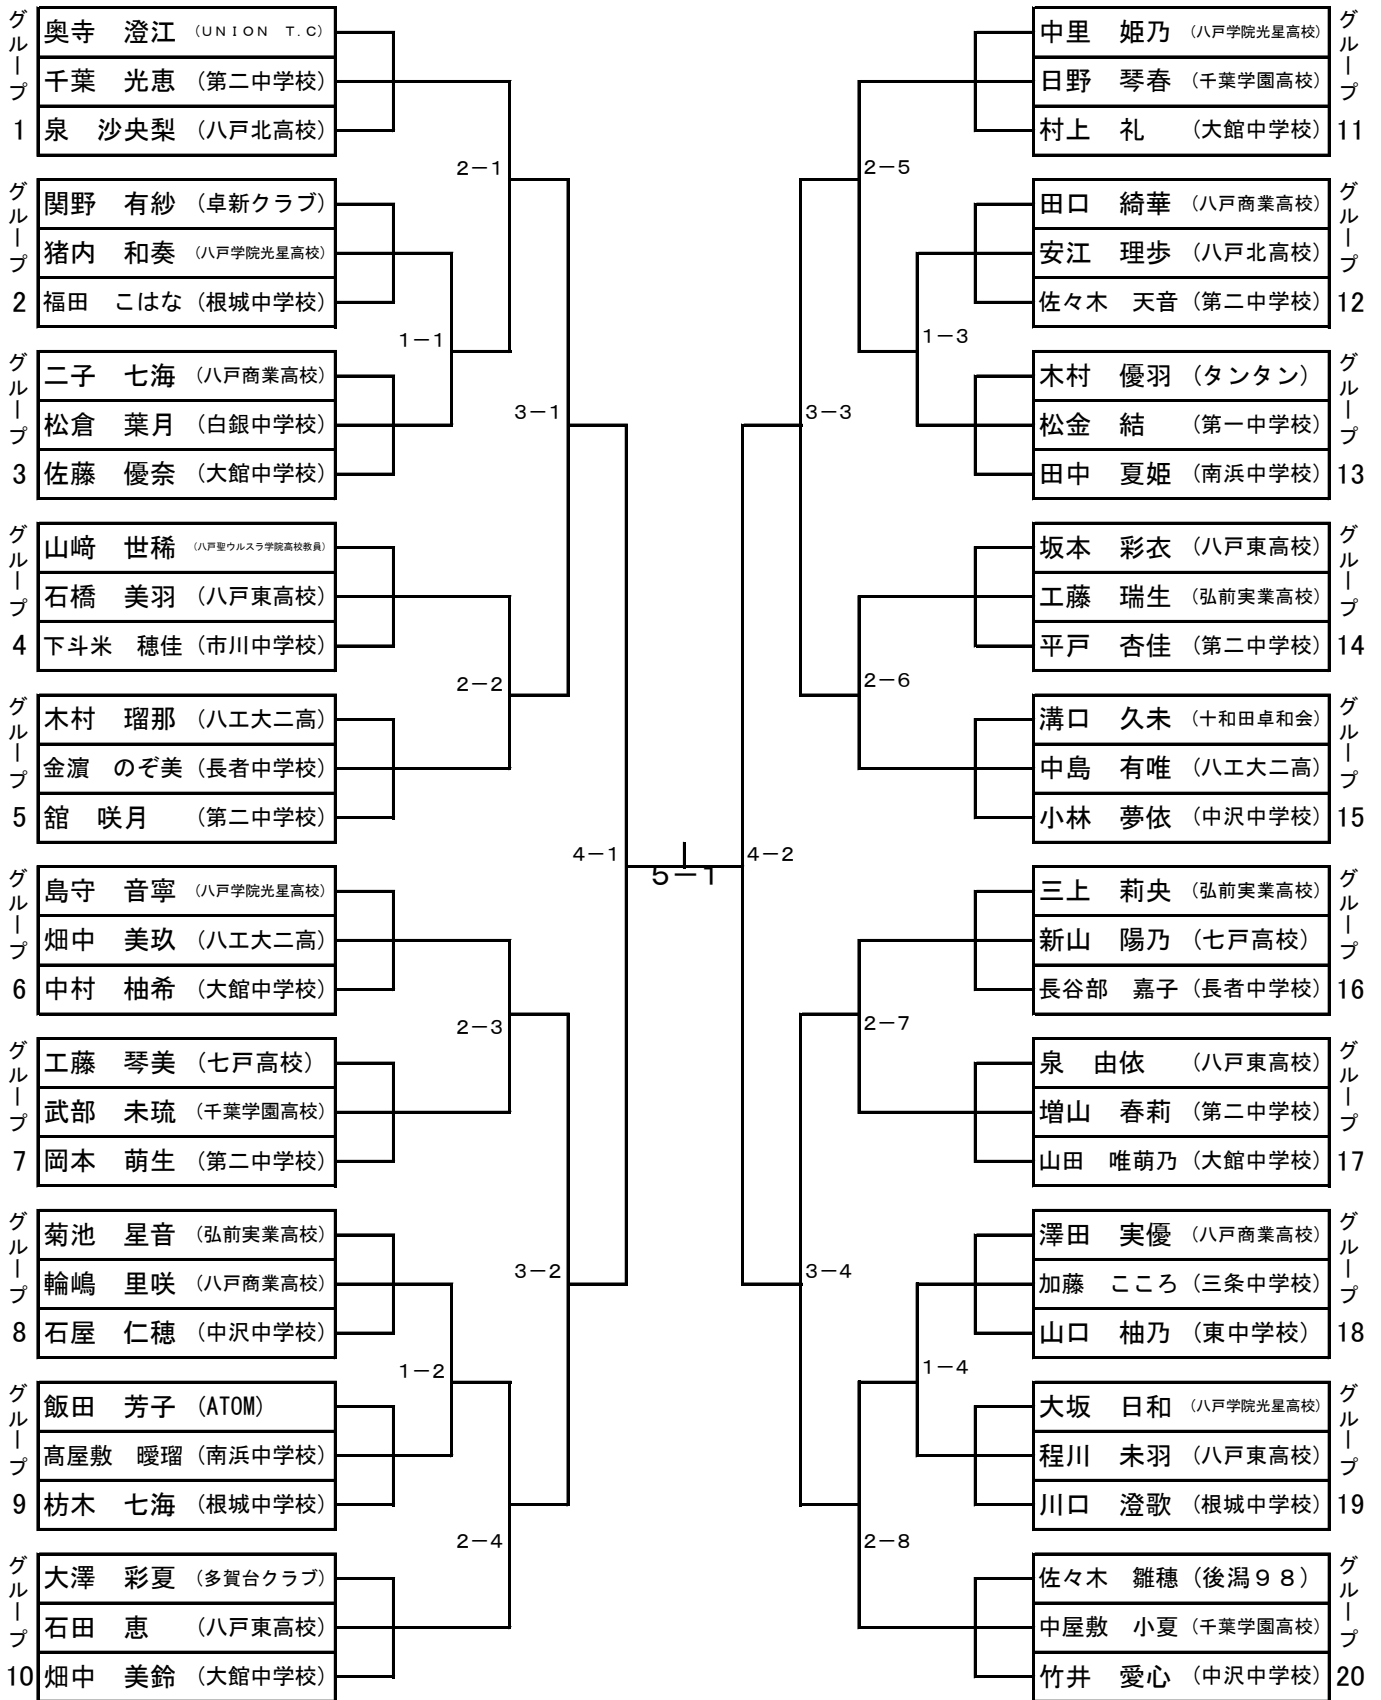 グループ 1
奥寺　澄江 (UNION T.C)
千葉　光恵 (第二中学校)
泉　沙央梨 (八戸北高校)
グループ 2
関野　有紗 (卓新クラブ)
猪内　和奏 (八戸学院光星高校)
福田　こはな (根城中学校)
グループ 3
二子　七海 (八戸商業高校)
松倉　葉月 (白銀中学校)
佐藤　優奈 (大館中学校)
グループ 4
山﨑　世稀 (八戸聖ウルスラ学院高校教員)
石橋　美羽 (八戸東高校)
下斗米　穂佳 (市川中学校)
グループ 5
木村　瑠那 (八工大二高)
金濵　のぞ美 (長者中学校)
舘　咲月 (第二中学校)
グループ 6
島守　音寧 (八戸学院光星高校)
畑中　美玖 (八工大二高)
中村　柚希 (大館中学校)
グループ 7
工藤　琴美 (七戸高校)
武部　未琉 (千葉学園高校)
岡本　萌生 (第二中学校)
グループ 8
菊池　星音 (弘前実業高校)
輪嶋　里咲 (八戸商業高校)
石屋　仁穂 (中沢中学校)
グループ 9
飯田　芳子 (ATOM)
髙屋敷　曖瑠 (南浜中学校)
枋木　七海 (根城中学校)
グループ 10
大澤　彩夏 (多賀台クラブ)
石田　恵 (八戸東高校)
畑中　美鈴 (大館中学校)
1－1
1－2
2－1
2－2
2－3
2－4
3－1
3－2
4－1
5－1
4－2
3－3
3－4
2－5
2－6
2－7
2－8
1－3
1－4
グループ 11
中里　姫乃 (八戸学院光星高校)
日野　琴春 (千葉学園高校)
村上　礼 (大館中学校)
グループ 12
田口　綺華 (八戸商業高校)
安江　理歩 (八戸北高校)
佐々木　天音 (第二中学校)
グループ 13
木村　優羽 (タンタン)
松金　結 (第一中学校)
田中　夏姫 (南浜中学校)
グループ 14
坂本　彩衣 (八戸東高校)
工藤　瑞生 (弘前実業高校)
平戸　杏佳 (第二中学校)
グループ 15
溝口　久未 (十和田卓和会)
中島　有唯 (八工大二高)
小林　夢依 (中沢中学校)
グループ 16
三上　莉央 (弘前実業高校)
新山　陽乃 (七戸高校)
長谷部　嘉子 (長者中学校)
グループ 17
泉　由依 (八戸東高校)
増山　春莉 (第二中学校)
山田　唯萌乃 (大館中学校)
グループ 18
澤田　実優 (八戸商業高校)
加藤　こころ (三条中学校)
山口　柚乃 (東中学校)
グループ 19
大坂　日和 (八戸学院光星高校)
程川　未羽 (八戸東高校)
川口　澄歌 (根城中学校)
グループ 20
佐々木　雛穂 (後潟９８)
中屋敷　小夏 (千葉学園高校)
竹井　愛心 (中沢中学校)